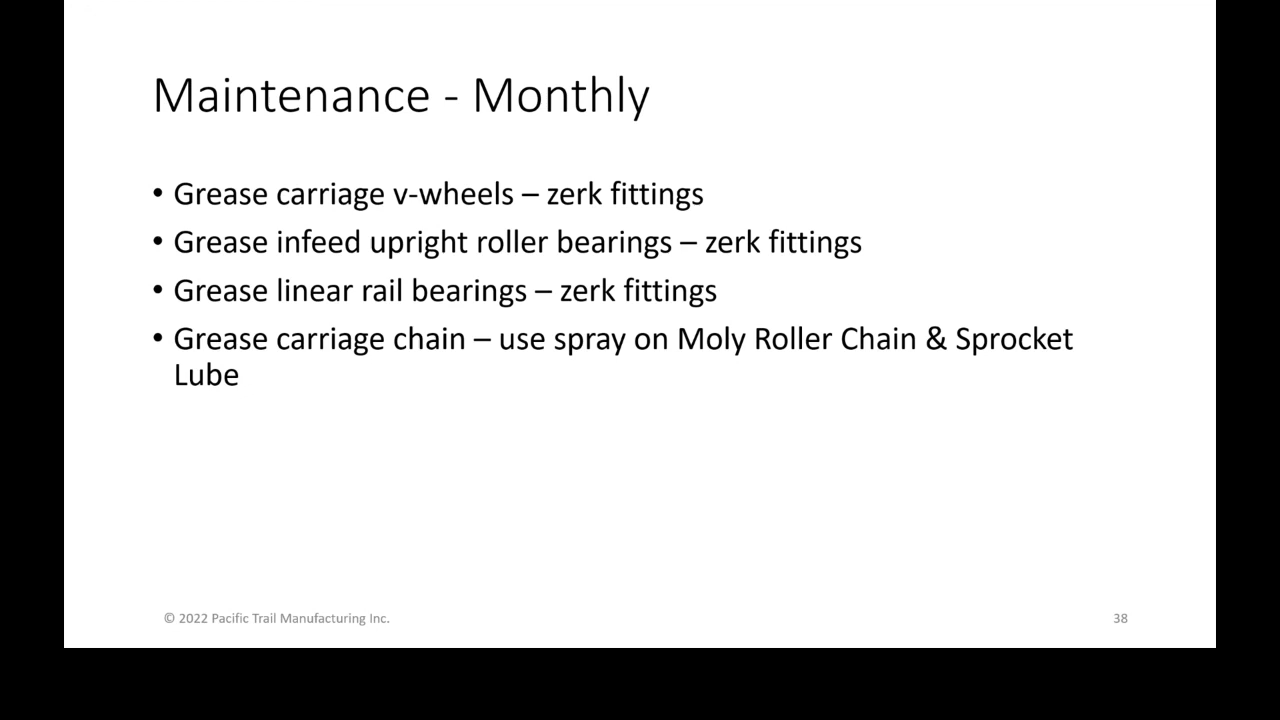 Maintenance - Monthly
• Grease carriage v-wheels – zerk fittings
• Grease infeed upright roller bearings – zerk fittings
• Grease linear rail bearings – zerk fittings
• Grease carriage chain – use spray on Moly Roller Chain & Sprocket
Lube
© 2022 Pacific Trail Manufacturing Inc.
38